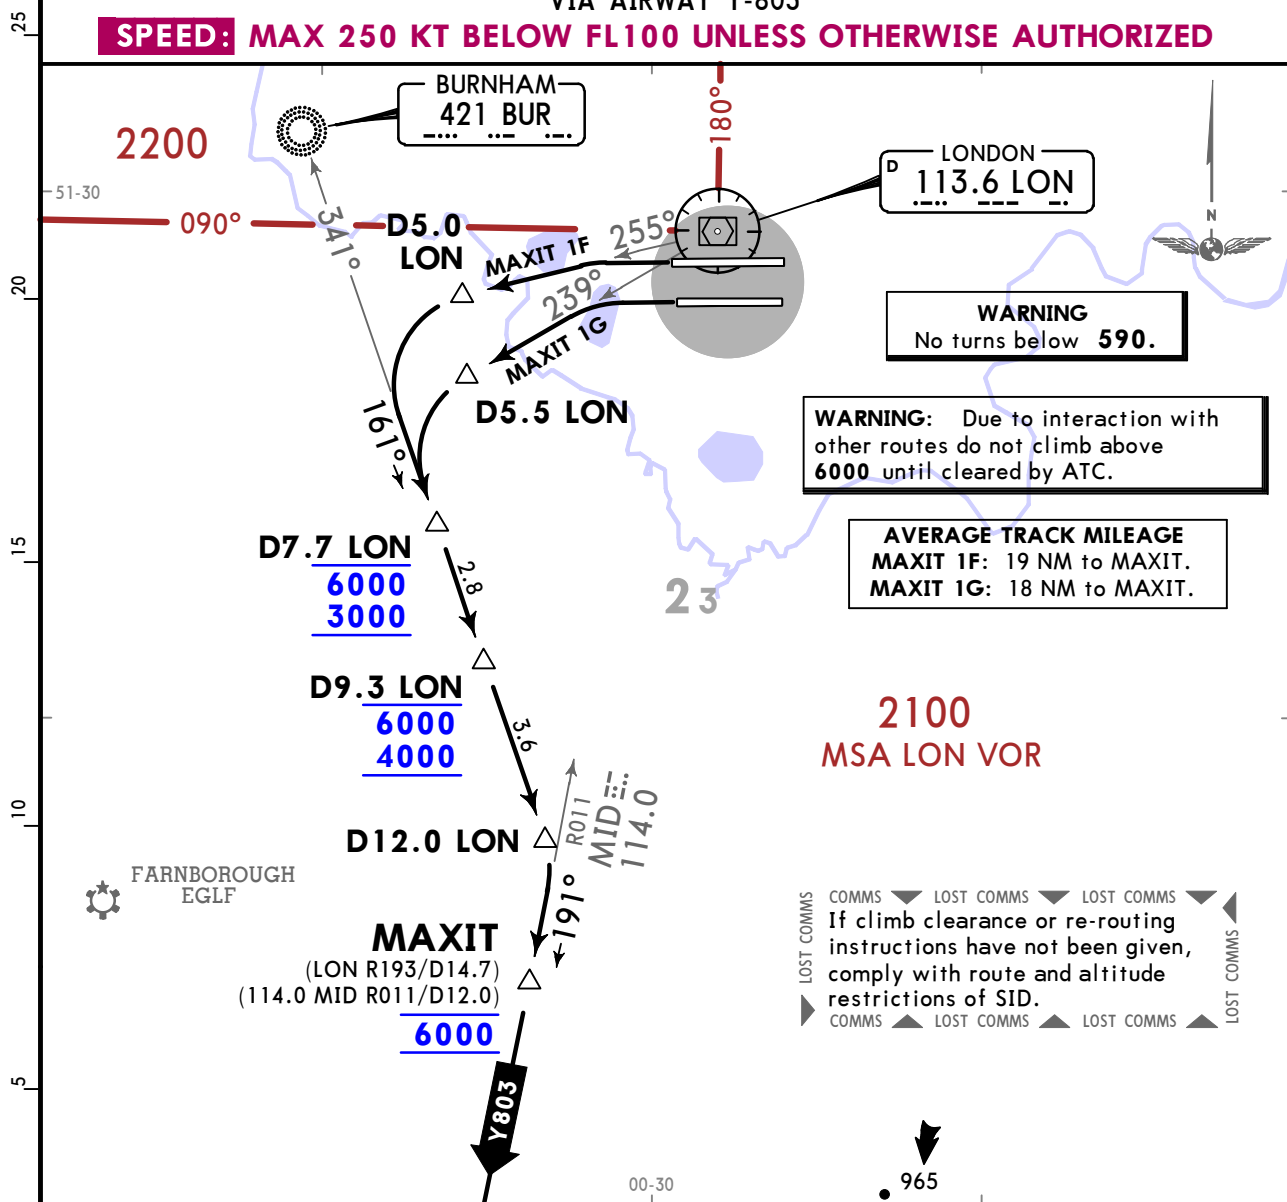 SPEED: MAX 250 KT BELOW FL100 UNLESS OTHERWISE AUTHORIZED
25
BURNHAM
421 BUR
180°
2200
LONDON
D 113.6 LON
51-30
N
090°
341°
D5.0
LON
MAXIT 1F
255°
239°
MAXIT 1G
20
WARNING
No turns below 590.
D5.5 LON
161°
WARNING: Due to interaction with
other routes do not climb above
6000 until cleared by ATC.
AVERAGE TRACK MILEAGE
MAXIT 1F: 19 NM to MAXIT.
MAXIT 1G: 18 NM to MAXIT.
15
D7.7 LON
6000
3000
2.8
23
D9.3 LON
6000
4000
3.6
2100
MSA LON VOR
10
D12.0 LON
R011
MID
114.0
FARNBOROUGH
EGLF
191°
MAXIT
(LON R193/D14.7)
(114.0 MID R011/D12.0)
6000
COMMS LOST COMMS LOST COMMS
LOST COMMS
If climb clearance or re-routing
instructions have not been given,
comply with route and altitude
restrictions of SID.
LOST COMMS
COMMS LOST COMMS LOST COMMS
5
Y803
00-30
965